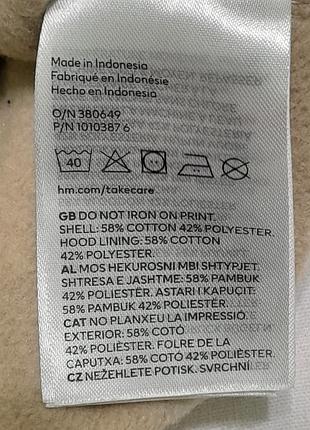 Made in Indonesia
Fabriqué en Indonésie
Hecho en Indonesia
O/N 380649
P/N 1010387 6
40
hm.com/takecare
GB DO NOT IRON ON PRINT.
SHELL: 58% COTTON 42% POLYESTER.
HOOD LINING: 58% COTTON
42% POLYESTER.
AL MOS HEKUROSNI MBI SHTYPJET.
SHTRESA E JASHTME: 58% PAMBUK
42% POLIESTËR. ASTARI I KAPUÇIT:
58% PAMBUK 42% POLIESTËR.
CAT NO PLANXEU LA IMPRESSIÓ.
EXTERIOR: 58% COTÓ
42% POLIÈSTER. FOLRE DE LA
CAPUTXA: 58% COTÓ 42% POLIÈSTER.
CZ NEŽEHLETE POTISK. SVRCHNÍ